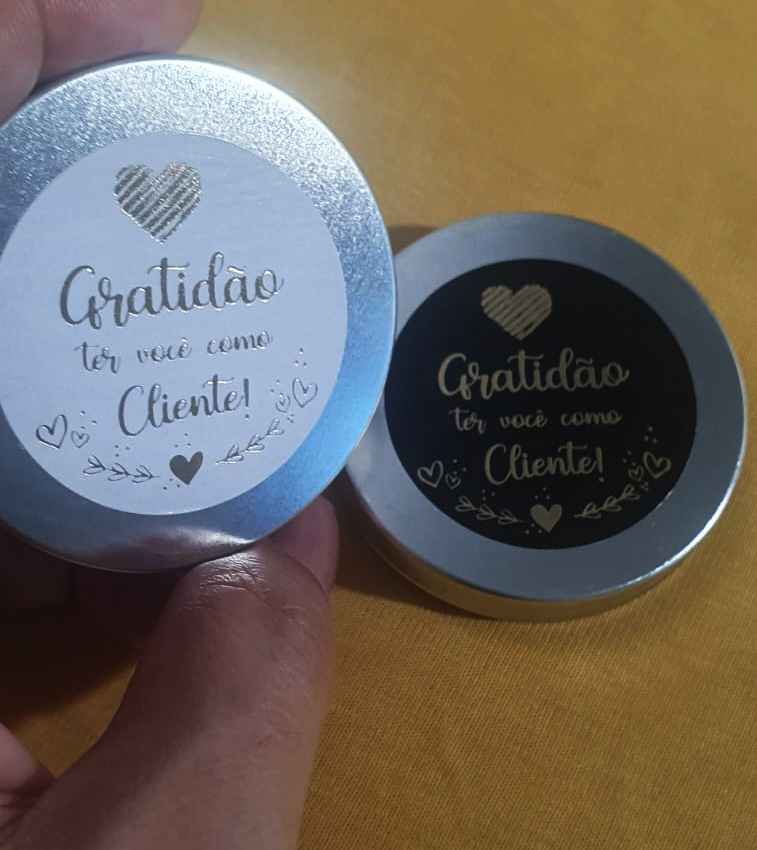 Gratidão
ter você como
Cliente!
Gratidão
ter você como
Cliente!